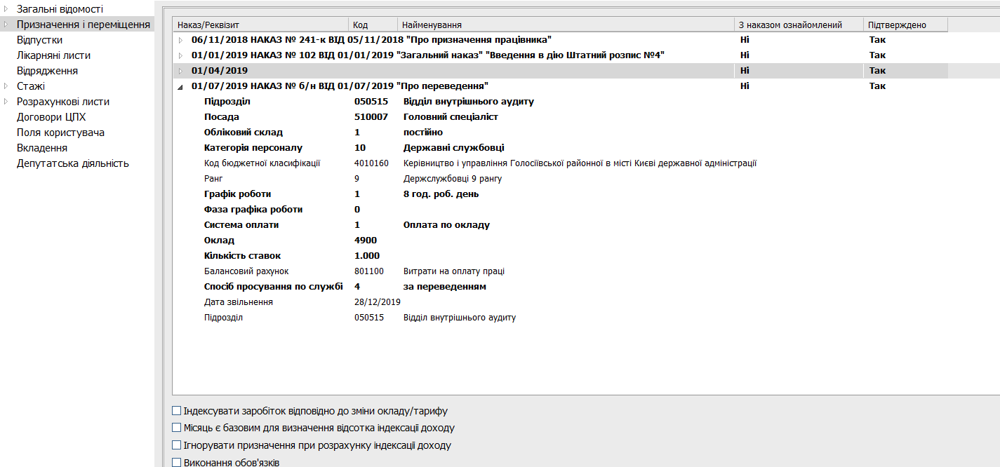 Загальні відомості
Призначення і переміщення
Відпустки
Лікарняні листи
Відрядження
Стажі
Розрахункові листи
Договори ЦПХ
Поля користувача
Вкладення
Депутатська діяльність
Наказ/Реквізит Код Найменування З наказом ознайомлений Підтверджено
06/11/2018 НАКАЗ № 241-к ВІД 05/11/2018 "Про призначення працівника" Ні Так
01/01/2019 НАКАЗ № 102 ВІД 01/01/2019 "Загальний наказ" "Введення в дію Штатний розпис №4" Ні Так
01/04/2019 Ні Так
01/07/2019 НАКАЗ № б/н ВІД 01/07/2019 "Про переведення" Ні Так
Підрозділ 050515 Відділ внутрішнього аудиту
Посада 510007 Головний спеціаліст
Обліковий склад 1 постійно
Категорія персоналу 10 Державні службовці
Код бюджетної класифікації 4010160 Керівництво і управління Голосіївської районної в місті Києві державної адміністрації
Ранг 9 Держслужбовці 9 рангу
Графік роботи 1 8 год. роб. день
Фаза графіка роботи 0
Система оплати 1 Оплата по окладу
Оклад 4900
Кількість ставок 1.000
Балансовий рахунок 801100 Витрати на оплату праці
Спосіб просування по службі 4 за переведенням
Дата звільнення 28/12/2019
Підрозділ 050515 Відділ внутрішнього аудиту
Індексувати заробіток відповідно до зміни окладу/тарифу
Місяць є базовим для визначення відсотка індексації доходу
Ігнорувати призначення при розрахунку індексації доходу
Виконання обов'язків